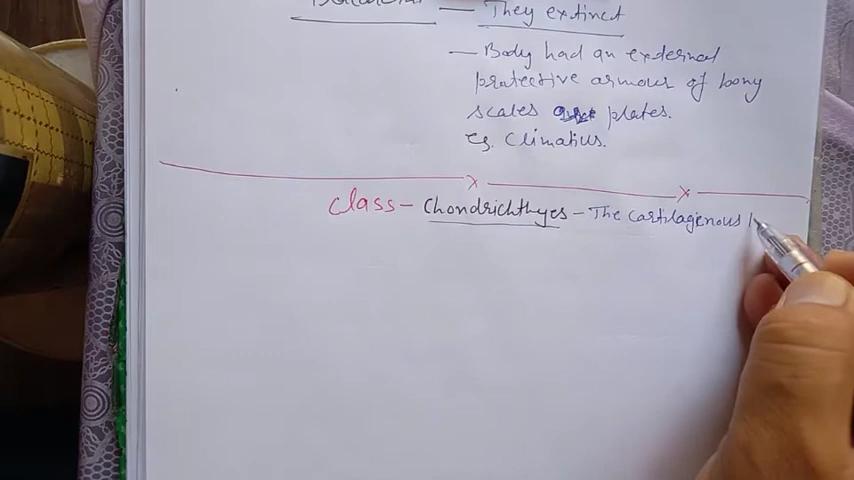 — They extinct
— Body had an external
protective armour of bony
scales plates.
eg. Climatius.
Class – Chondrichthyes – The cartilagenous